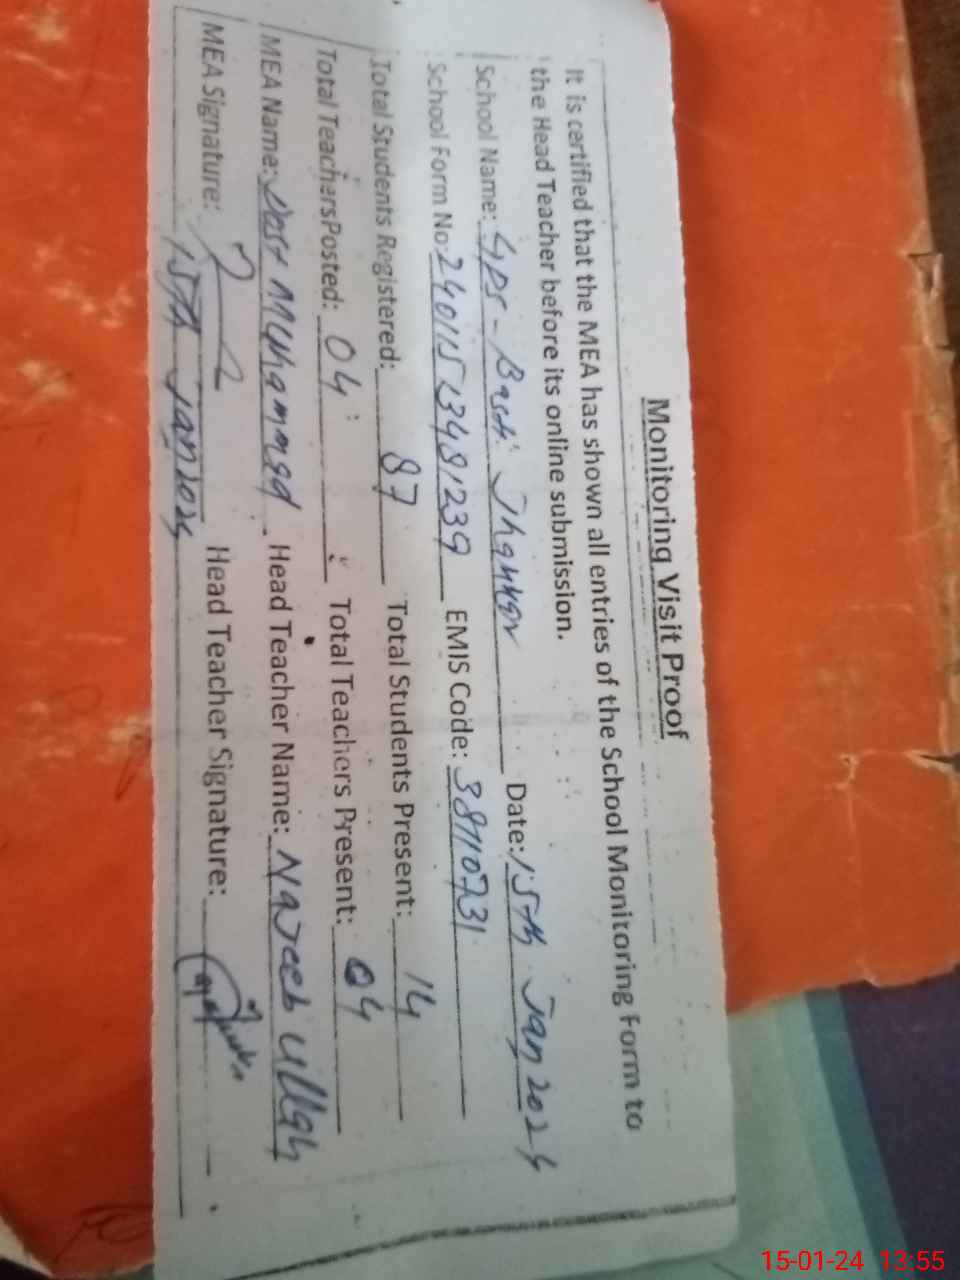 Monitoring Visit Proof
It is certified that the MEA has shown all entries of the School Monitoring Form to
the Head Teacher before its online submission.
School Name: GPS - Basti Jhakkar Date: 15th Jan 2024
School Form No: 240115 Date: EMIS Code: 38110731
Total Students Registered: 87 Total Students Present: 14
Total Teachers Posted: 04 Total Teachers Present: 04
MEA Name: Dost Muhammad Head Teacher Name: Najeeb ullah
MEA Signature: Head Teacher Signature:
15th Jan 2024
15-01-24 13:55